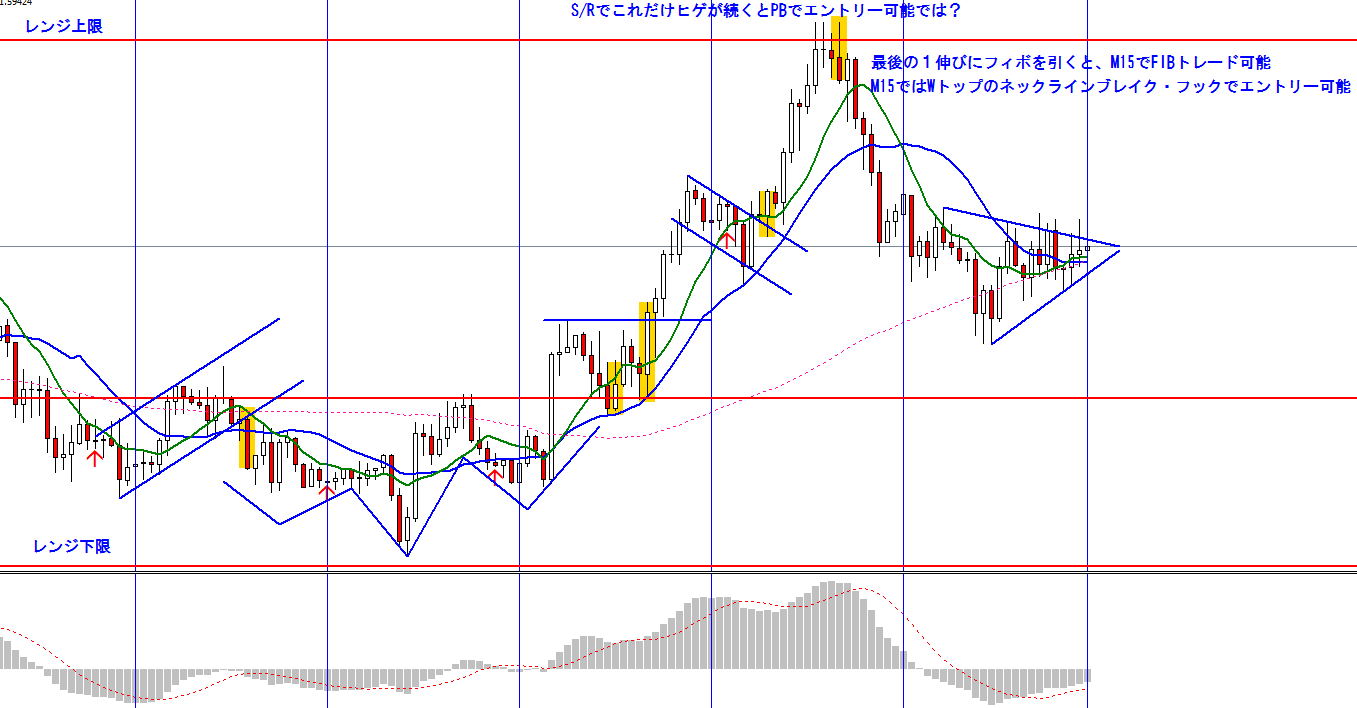 1.59424
S/Rでこれだけヒゲが続くとPBでエントリー可能では？
レンジ上限
最後の１伸びにフィボを引くと、M15でFIBトレード可能
M15ではWトップのネックラインブレイク・フックでエントリー可能
レンジ下限